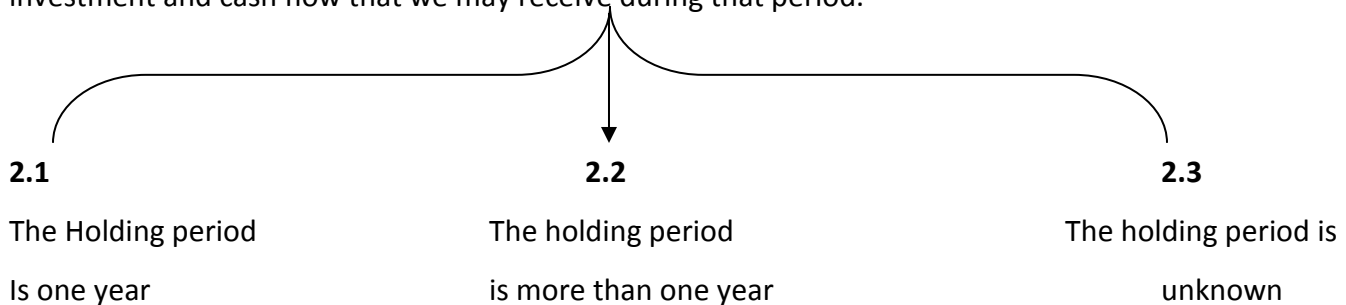 investment and cash flow that we may receive during that period.
2.1 2.2 2.3
The Holding period The holding period The holding period is
Is one year is more than one year unknown